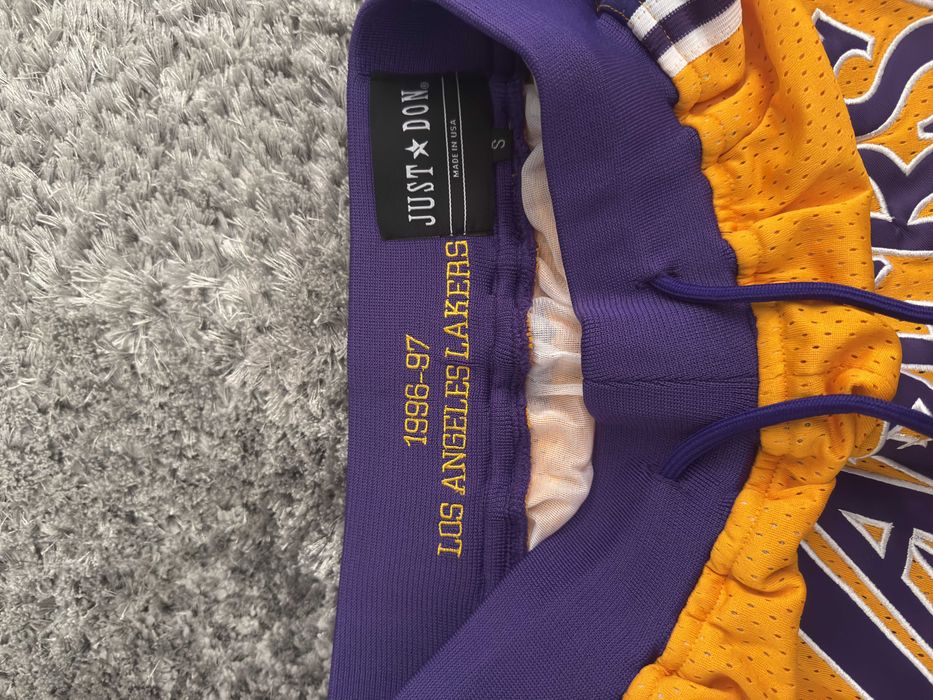 JUST ★ DON®
MADE IN USA
S
1996-97
LOS ANGELES LAKERS